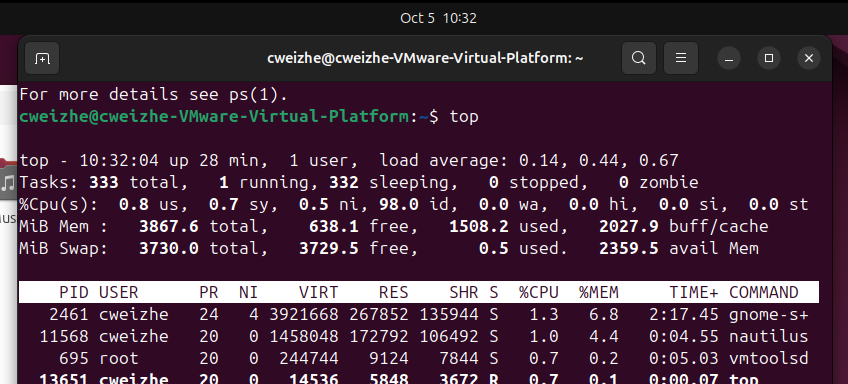 Oct 5 10:32
cweizhe@cweizhe-VMware-Virtual-Platform: ~
For more details see ps(1).
cweizhe@cweizhe-VMware-Virtual-Platform:~$ top
top - 10:32:04 up 28 min,  1 user,  load average: 0.14, 0.44, 0.67
Tasks: 333 total,   1 running, 332 sleeping,   0 stopped,   0 zombie
%Cpu(s):  0.8 us,  0.7 sy,  0.5 ni, 98.0 id,  0.0 wa,  0.0 hi,  0.0 si,  0.0 st
MiB Mem :   3867.6 total,    638.1 free,   1508.2 used,   2027.9 buff/cache
MiB Swap:   3730.0 total,   3729.5 free,      0.5 used.   2359.5 avail Mem
PID USER      PR  NI    VIRT    RES    SHR S  %CPU  %MEM     TIME+ COMMAND
2461 cweizhe   24   4 3921668 267852 135944 S   1.3   6.8   2:17.45 gnome-s+
11568 cweizhe   20   0 1458048 172792 106492 S   1.0   4.4   0:04.55 nautilus
695 root      20   0  244744   9124   7844 S   0.7   0.2   0:05.03 vmtoolsd
13651 cweizhe   20   0   14536   5848   3672 R   0.7   0.1   0:00.07 top